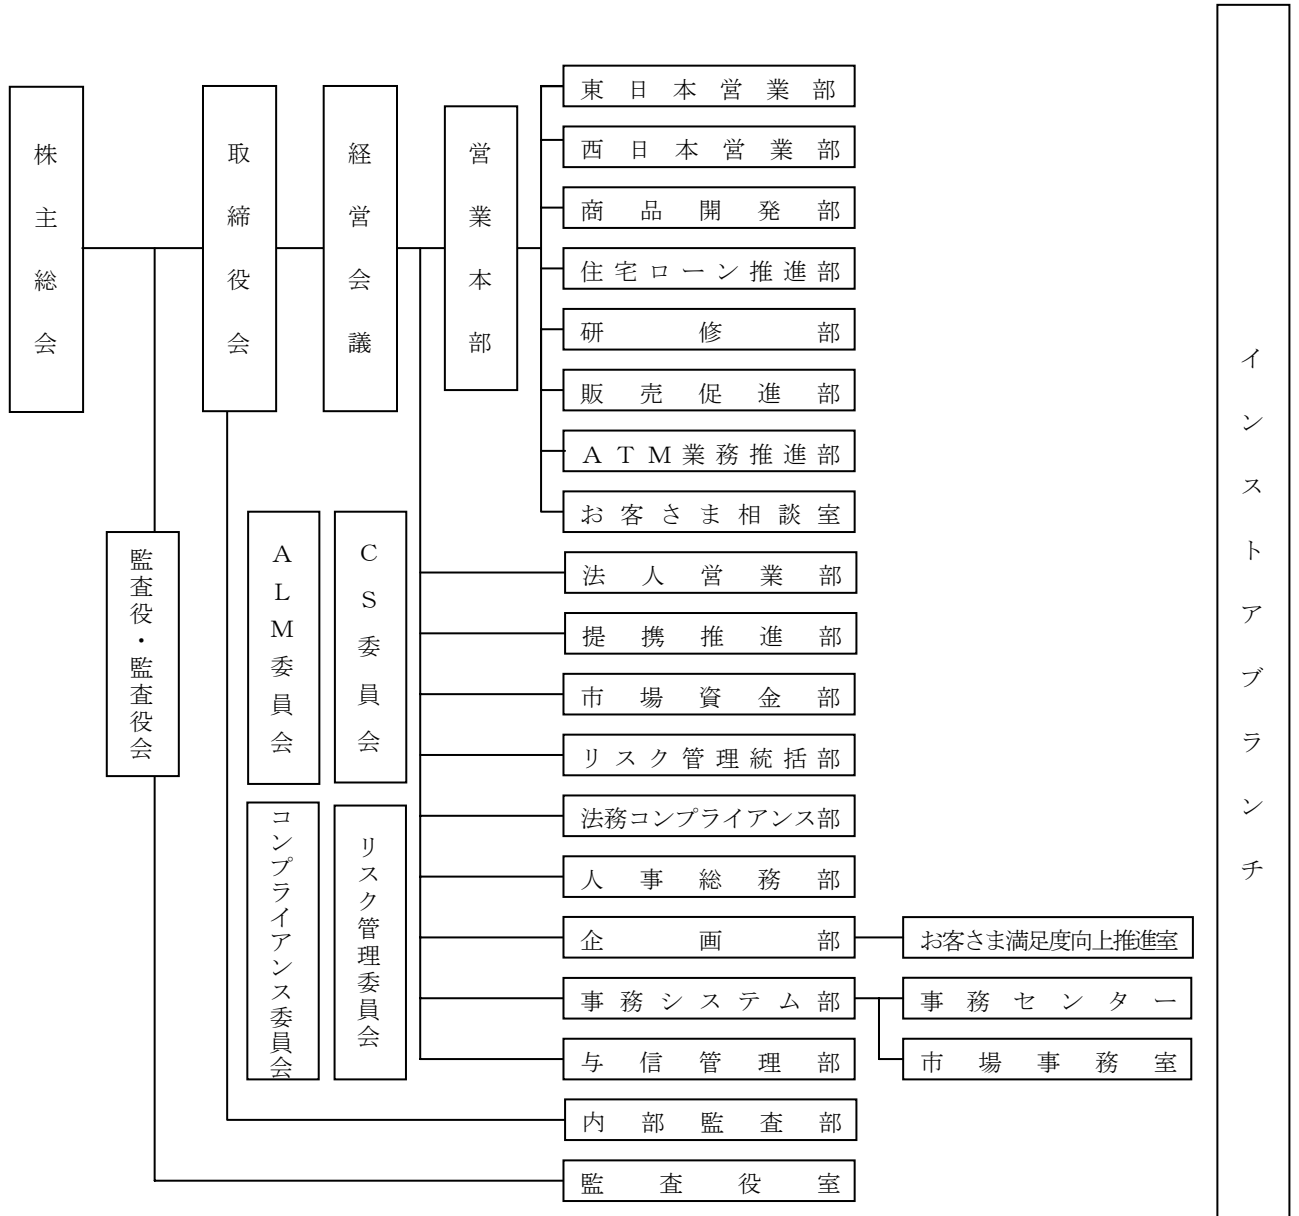 株主総会
取締役会
経営会議
営業本部
東日本営業部
西日本営業部
商品開発部
住宅ローン推進部
研修部
販売促進部
ATM業務推進部
お客さま相談室
監査役・監査役会
ALM委員会
CS委員会
コンプライアンス委員会
リスク管理委員会
法人営業部
提携推進部
市場資金部
リスク管理統括部
法務コンプライアンス部
人事総務部
企画部
お客さま満足度向上推進室
事務システム部
事務センター
市場事務室
与信管理部
内部監査部
監査役室
インストアブランチ